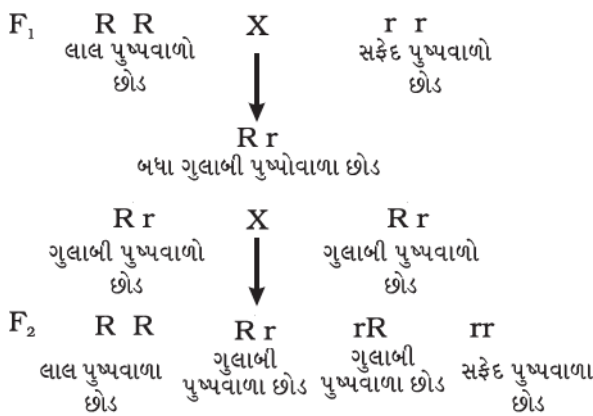 F₁ R R X r r
લાલ પુષ્પવાળો સફેદ પુષ્પવાળો
છોડ છોડ
R r
બધા ગુલાબી પુષ્પોવાળા છોડ
R r X R r
ગુલાબી પુષ્પવાળો ગુલાબી પુષ્પવાળો
છોડ છોડ
F₂ R R R r rR rr
લાલ પુષ્પવાળા ગુલાબી ગુલાબી સફેદ પુષ્પવાળા
છોડ પુષ્પવાળા છોડ પુષ્પવાળા છોડ છોડ